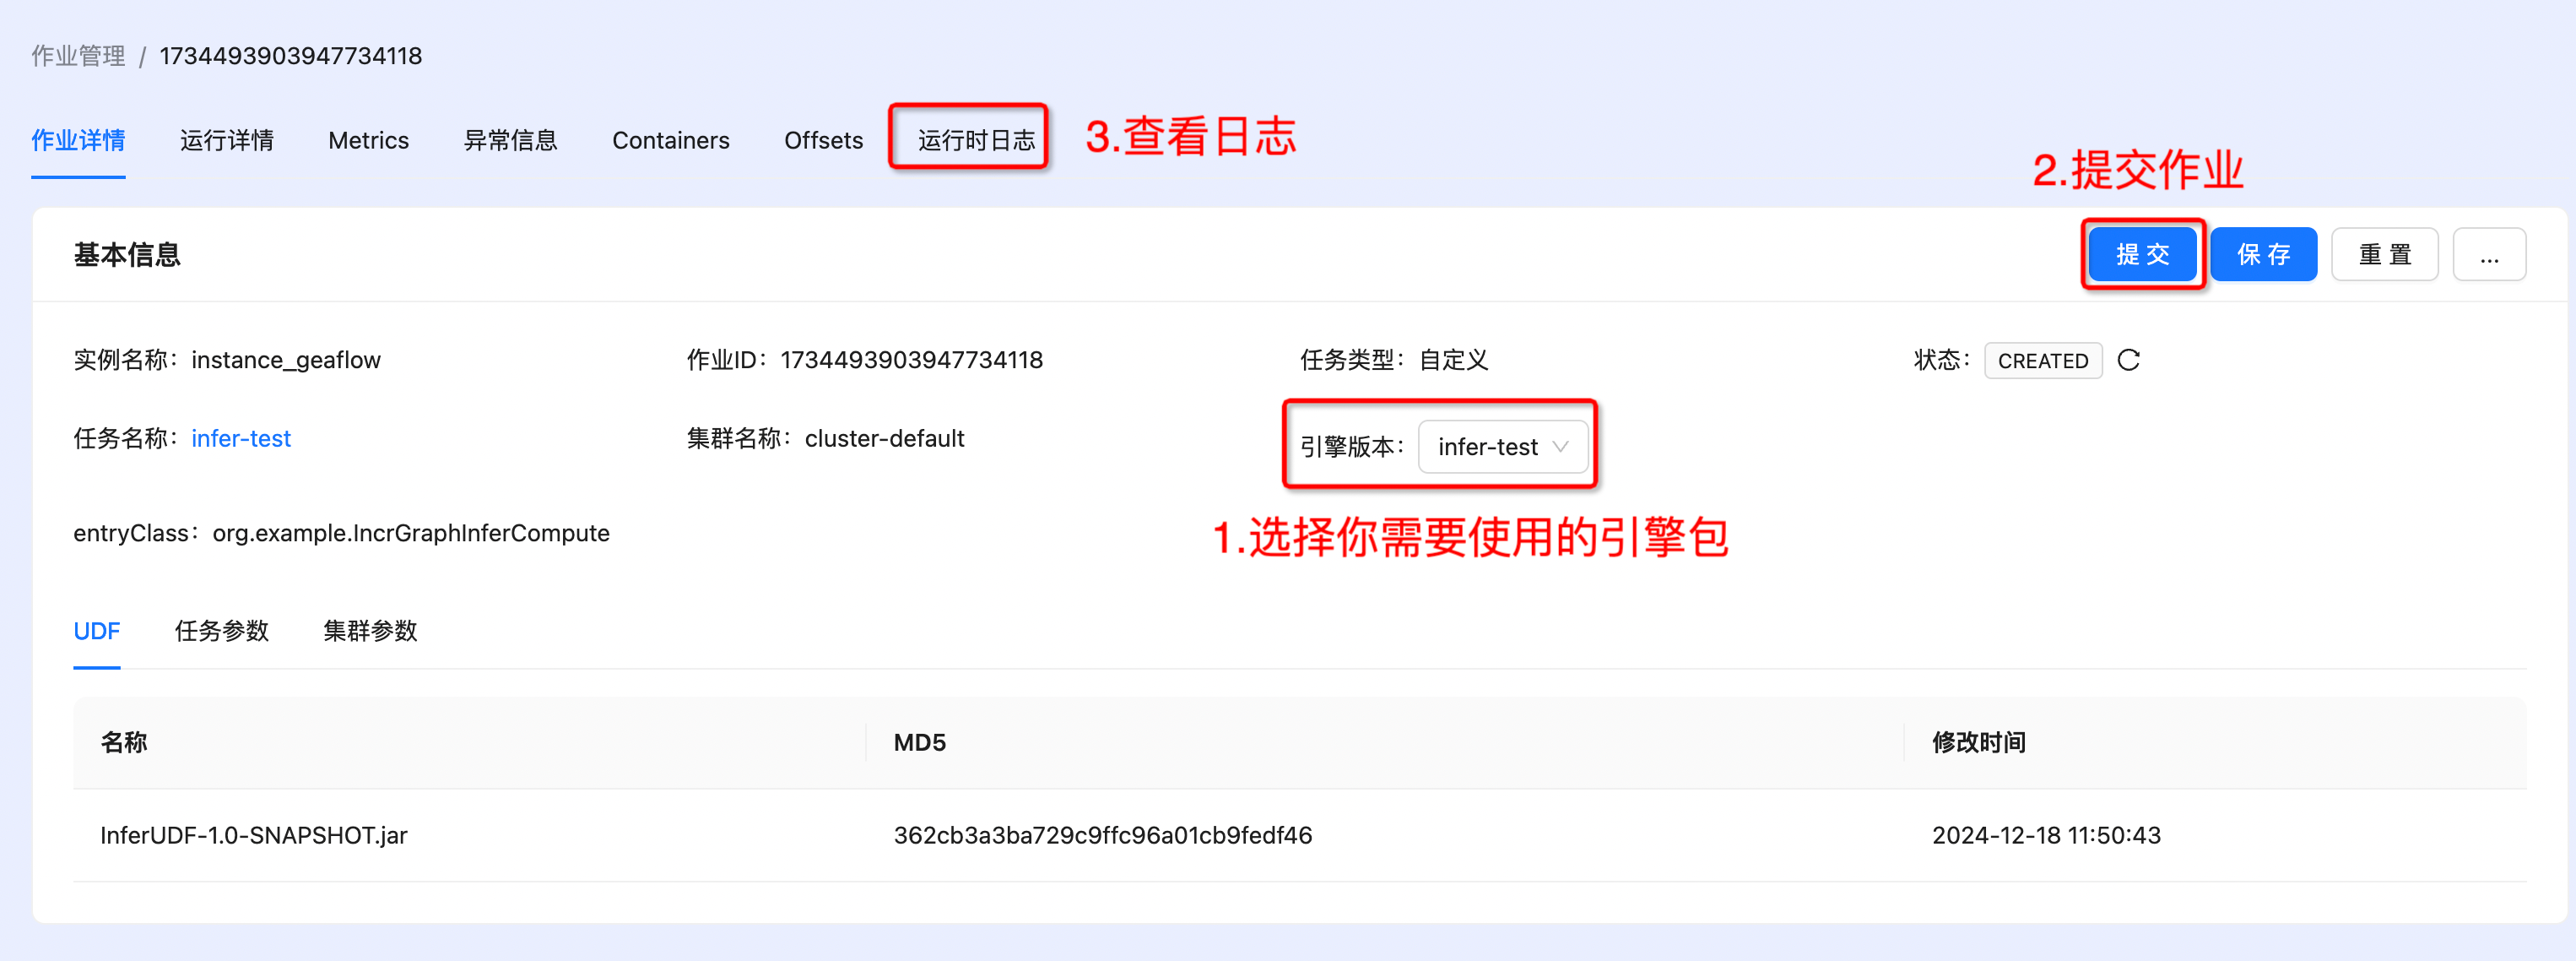 作业管理 / 1734493903947734118
作业详情 运行详情 Metrics 异常信息 Containers Offsets 运行时日志 3.查看日志
2.提交作业
基本信息 提 交 保 存 重 置 ...
实例名称：instance_geaflow 作业ID：1734493903947734118 任务类型：自定义 状态：CREATED
任务名称：infer-test 集群名称：cluster-default 引擎版本：infer-test
1.选择你需要使用的引擎包
entryClass：org.example.IncrGraphInferCompute
UDF 任务参数 集群参数
名称 MD5 修改时间
InferUDF-1.0-SNAPSHOT.jar 362cb3a3ba729c9ffc96a01cb9fedf46 2024-12-18 11:50:43